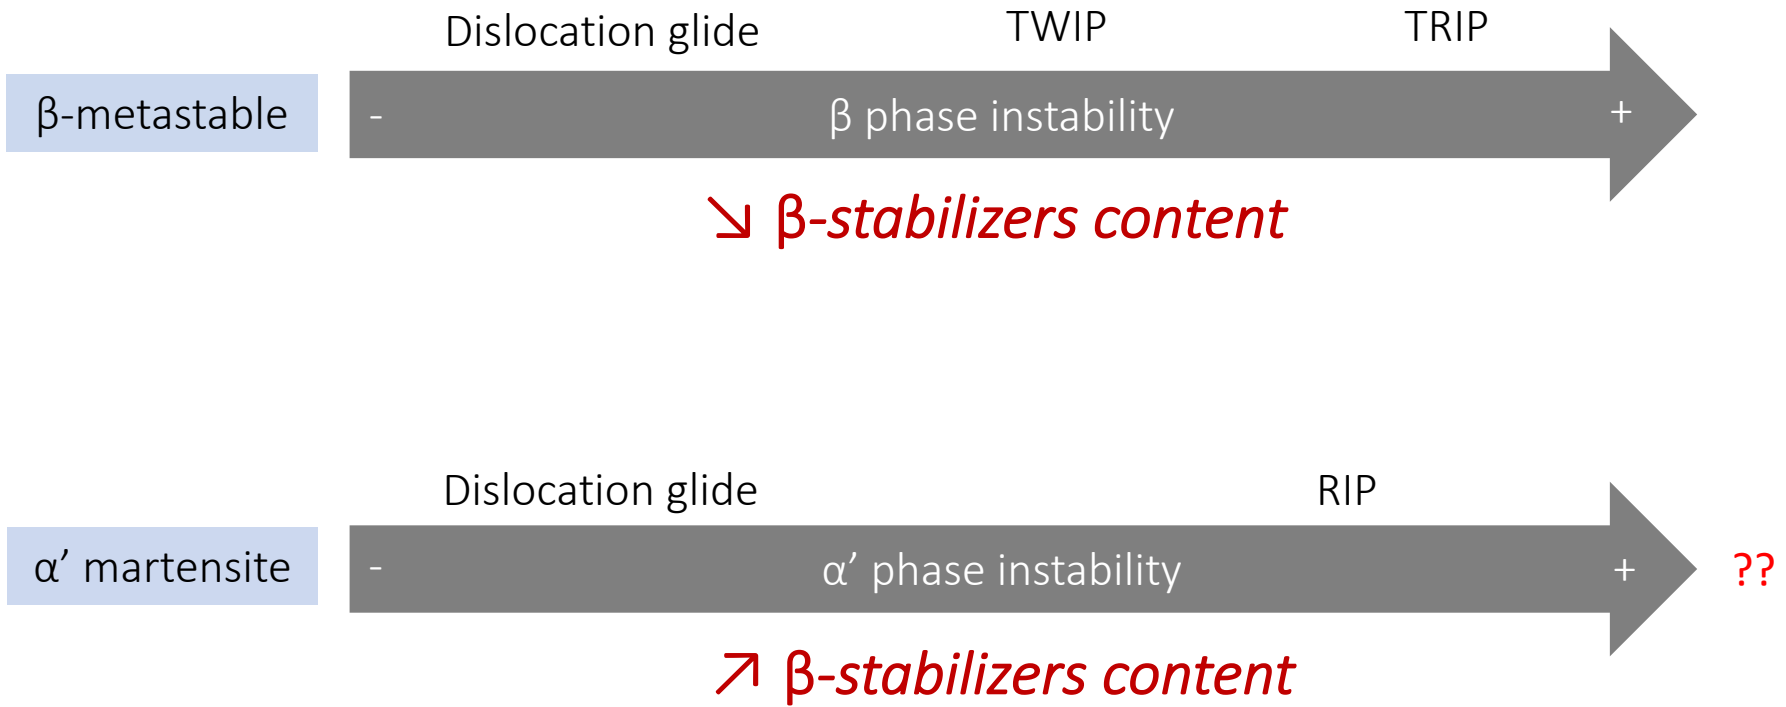 Dislocation glide TWIP TRIP
β-metastable - β phase instability +
↘ β-stabilizers content
Dislocation glide RIP
α’ martensite - α’ phase instability + ??
↗ β-stabilizers content